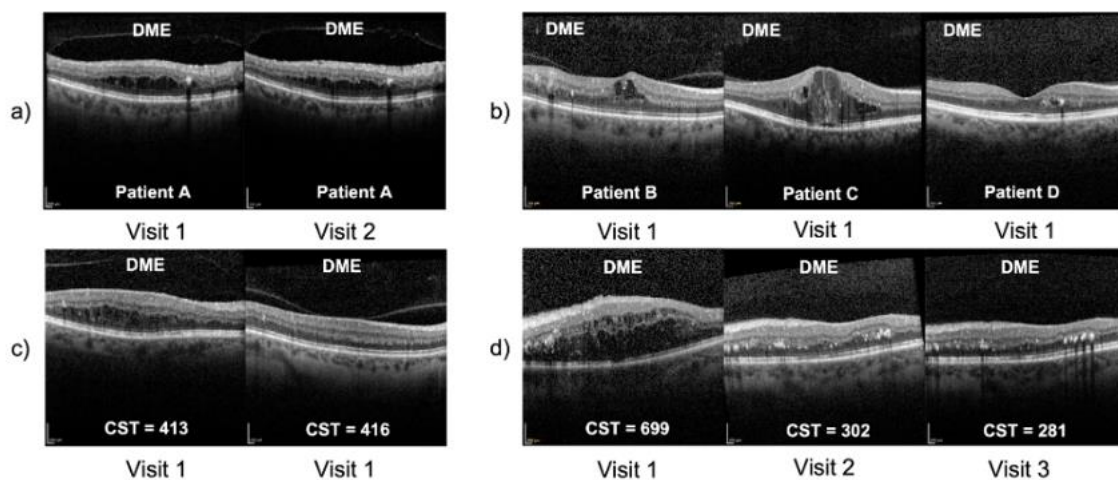 a)
DME
DME
Patient A
Patient A
Visit 1
Visit 2
b)
DME
DME
DME
Patient B
Patient C
Patient D
Visit 1
Visit 1
Visit 1
c)
DME
DME
CST = 413
CST = 416
Visit 1
Visit 1
d)
DME
DME
DME
CST = 699
CST = 302
CST = 281
Visit 1
Visit 2
Visit 3